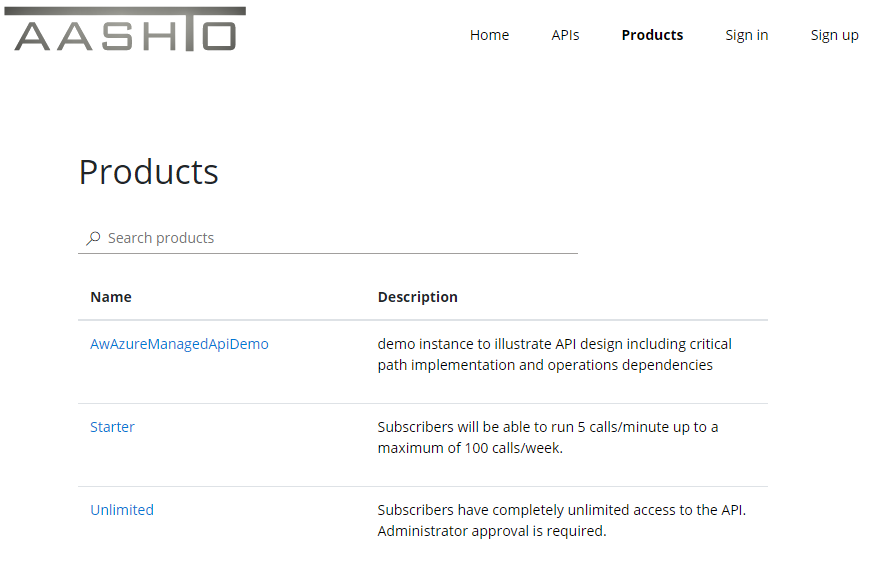 AASHTO
Home APIs Products Sign in Sign up
Products
Search products
Name Description
AwAzureManagedApiDemo demo instance to illustrate API design including critical
path implementation and operations dependencies
Starter Subscribers will be able to run 5 calls/minute up to a
maximum of 100 calls/week.
Unlimited Subscribers have completely unlimited access to the API.
Administrator approval is required.